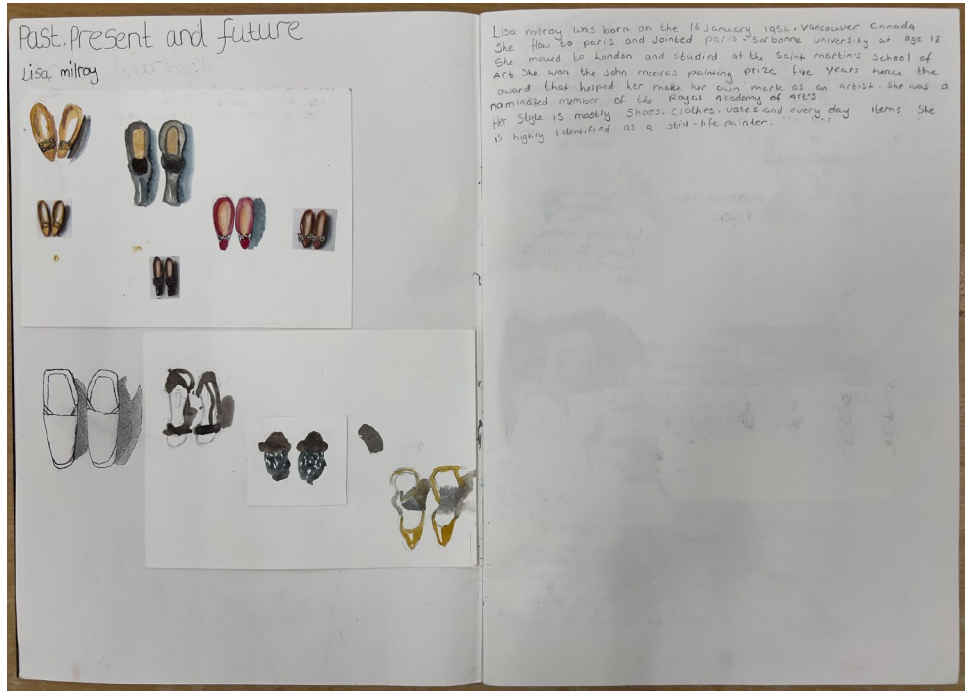 Past, Present and future
Lisa milroy
Lisa milroy was born on the 16 January 1956, Vancouver Canada
She flow to paris and Jointed paris - Sorbonne university at age 18
She moved to London and studied at the Saint martin's School of
Art She won the John moores painting prize five years hence the
award that helped her make her own mark as an artist. She was a
nominated member of the Royal Academy of Art's.
Her Style is mostly Shoes, clothes, vases and every day items She
is highly identified as a still-life painter.